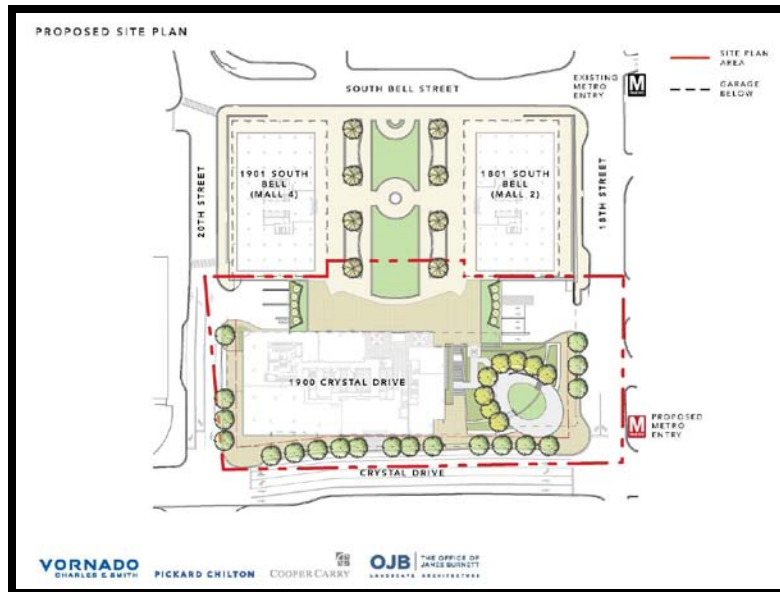 PROPOSED SITE PLAN
SITE PLAN
AREA
GARAGE
BELOW
SOUTH BELL STREET
EXISTING
METRO
ENTRY
M
1901 SOUTH
BELL
(MALL 4)
1801 SOUTH
BELL
(MALL 2)
20TH STREET
18TH STREET
1900 CRYSTAL DRIVE
M
PROPOSED
METRO
ENTRY
CRYSTAL DRIVE
VORNADO
CHARLES E. SMITH
PICKARD CHILTON
COOPER CARRY
OJB
THE OFFICE OF
JAMES BURNETT
LANDSCAPE ARCHITECTURE